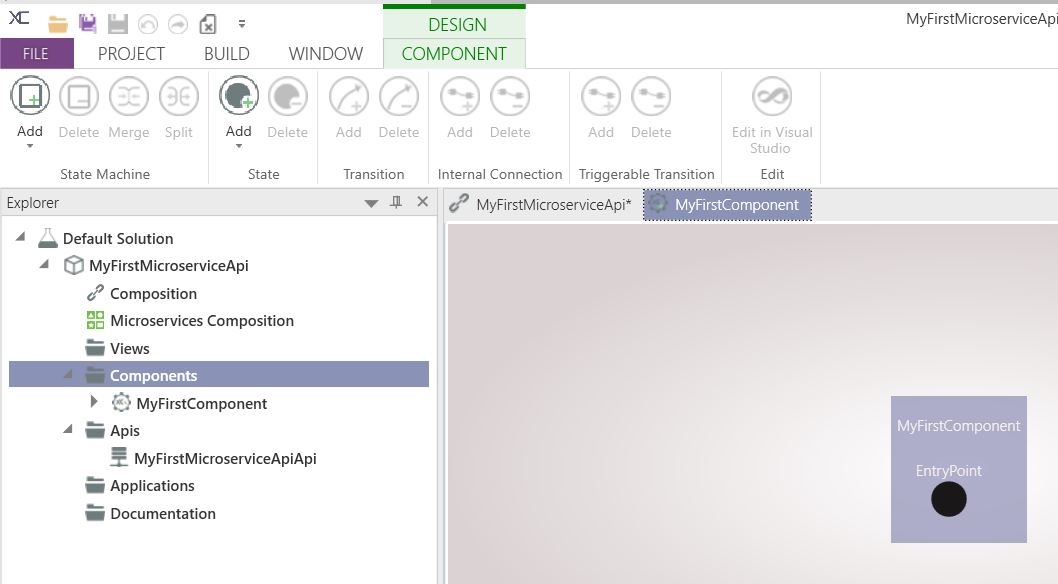 XC
DESIGN
MyFirstMicroserviceApi
FILE PROJECT BUILD WINDOW COMPONENT
Add Delete Merge Split Add Delete Add Delete Add Delete Add Delete Edit in Visual
Studio
State Machine State Transition Internal Connection Triggerable Transition Edit
Explorer
MyFirstMicroserviceApi* MyFirstComponent
Default Solution
MyFirstMicroserviceApi
Composition
Microservices Composition
Views
Components
MyFirstComponent
Apis
MyFirstMicroserviceApiApi
Applications
Documentation
MyFirstComponent
EntryPoint